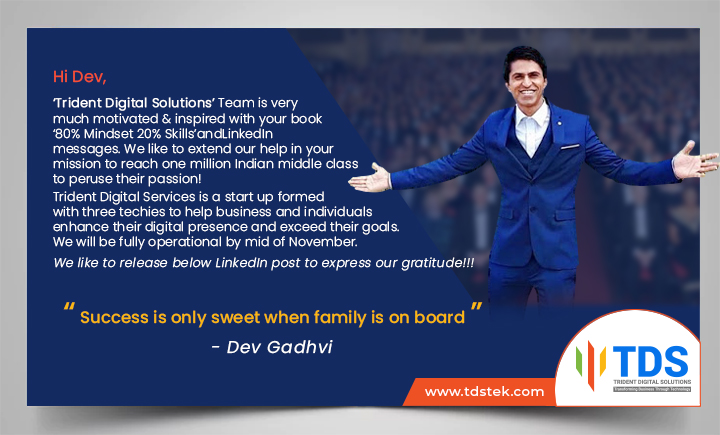 Hi Dev,
‘Trident Digital Solutions’ Team is very
much motivated & inspired with your book
‘80% Mindset 20% Skills’andLinkedIn
messages. We like to extend our help in your
mission to reach one million Indian middle class
to peruse their passion!
Trident Digital Services is a start up formed
with three techies to help business and individuals
enhance their digital presence and exceed their goals.
We will be fully operational by mid of November.
We like to release below LinkedIn post to express our gratitude!!!
“ Success is only sweet when family is on board ”
- Dev Gadhvi
www.tdstek.com
TDS
TRIDENT DIGITAL SOLUTIONS
Transforming Business Through Technology